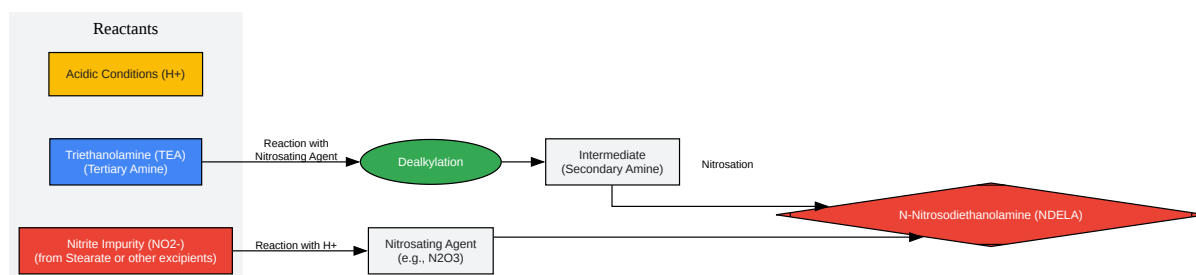 Reactants
Acidic Conditions (H+)
Triethanolamine (TEA)
(Tertiary Amine)
Reaction with
Nitrosating Agent
Dealkylation
Intermediate
(Secondary Amine)
Nitrosation
N-Nitrosodiethanolamine (NDELA)
Nitrite Impurity (NO2-)
(from Stearate or other excipients)
Reaction with H+
Nitrosating Agent
(e.g., N2O3)